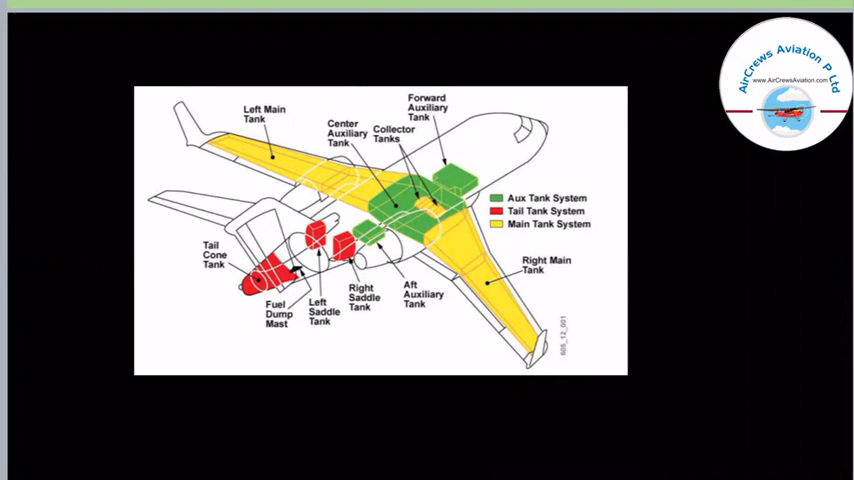 AirCrews Aviation P Ltd
www.AirCrewsAviation.com
Forward
Auxiliary
Tank
Left Main
Tank
Center
Auxiliary
Tank
Collector
Tanks
Aux Tank System
Tail Tank System
Main Tank System
Tail
Cone
Tank
Right Main
Tank
Fuel
Dump
Mast
Left
Saddle
Tank
Right
Saddle
Tank
Aft
Auxiliary
Tank
605_12_001